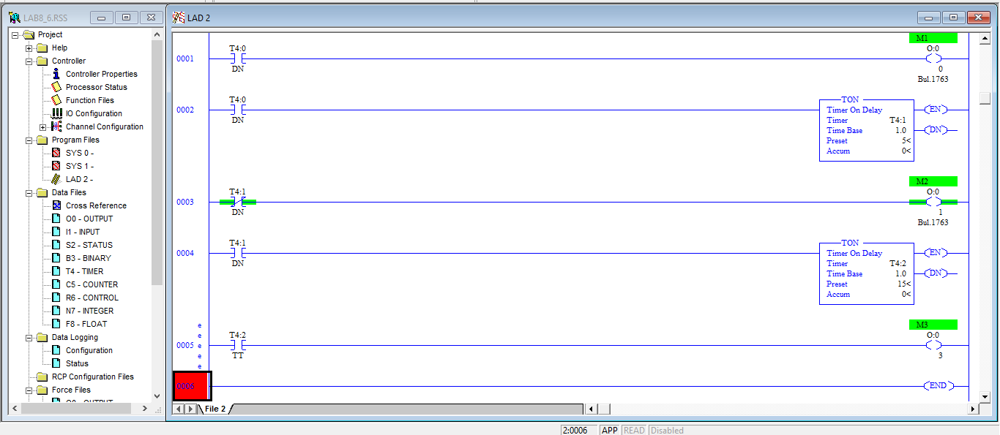 LAB8_6.RSS
Project
Help
Controller
Controller Properties
Processor Status
Function Files
IO Configuration
Channel Configuration
Program Files
SYS 0 -
SYS 1 -
LAD 2 -
Data Files
Cross Reference
O0 - OUTPUT
I1 - INPUT
S2 - STATUS
B3 - BINARY
T4 - TIMER
C5 - COUNTER
R6 - CONTROL
N7 - INTEGER
F8 - FLOAT
Data Logging
Configuration
Status
RCP Configuration Files
Force Files
O0 - OUTPUT
LAD 2
M1
T4:0 O:0
0001
DN 0
Bul.1763
T4:0 TON
0002 Timer On Delay EN
DN Timer T4:1
Time Base 1.0 DN
Preset 5<
Accum 0<
M2
T4:1 O:0
0003
DN 1
Bul.1763
T4:1 TON
0004 Timer On Delay EN
DN Timer T4:2
Time Base 1.0 DN
Preset 15<
Accum 0<
e M3
e T4:2 O:0
0005 e
e TT 3
e
0006 END
File 2
2:0006 APP READ Disabled